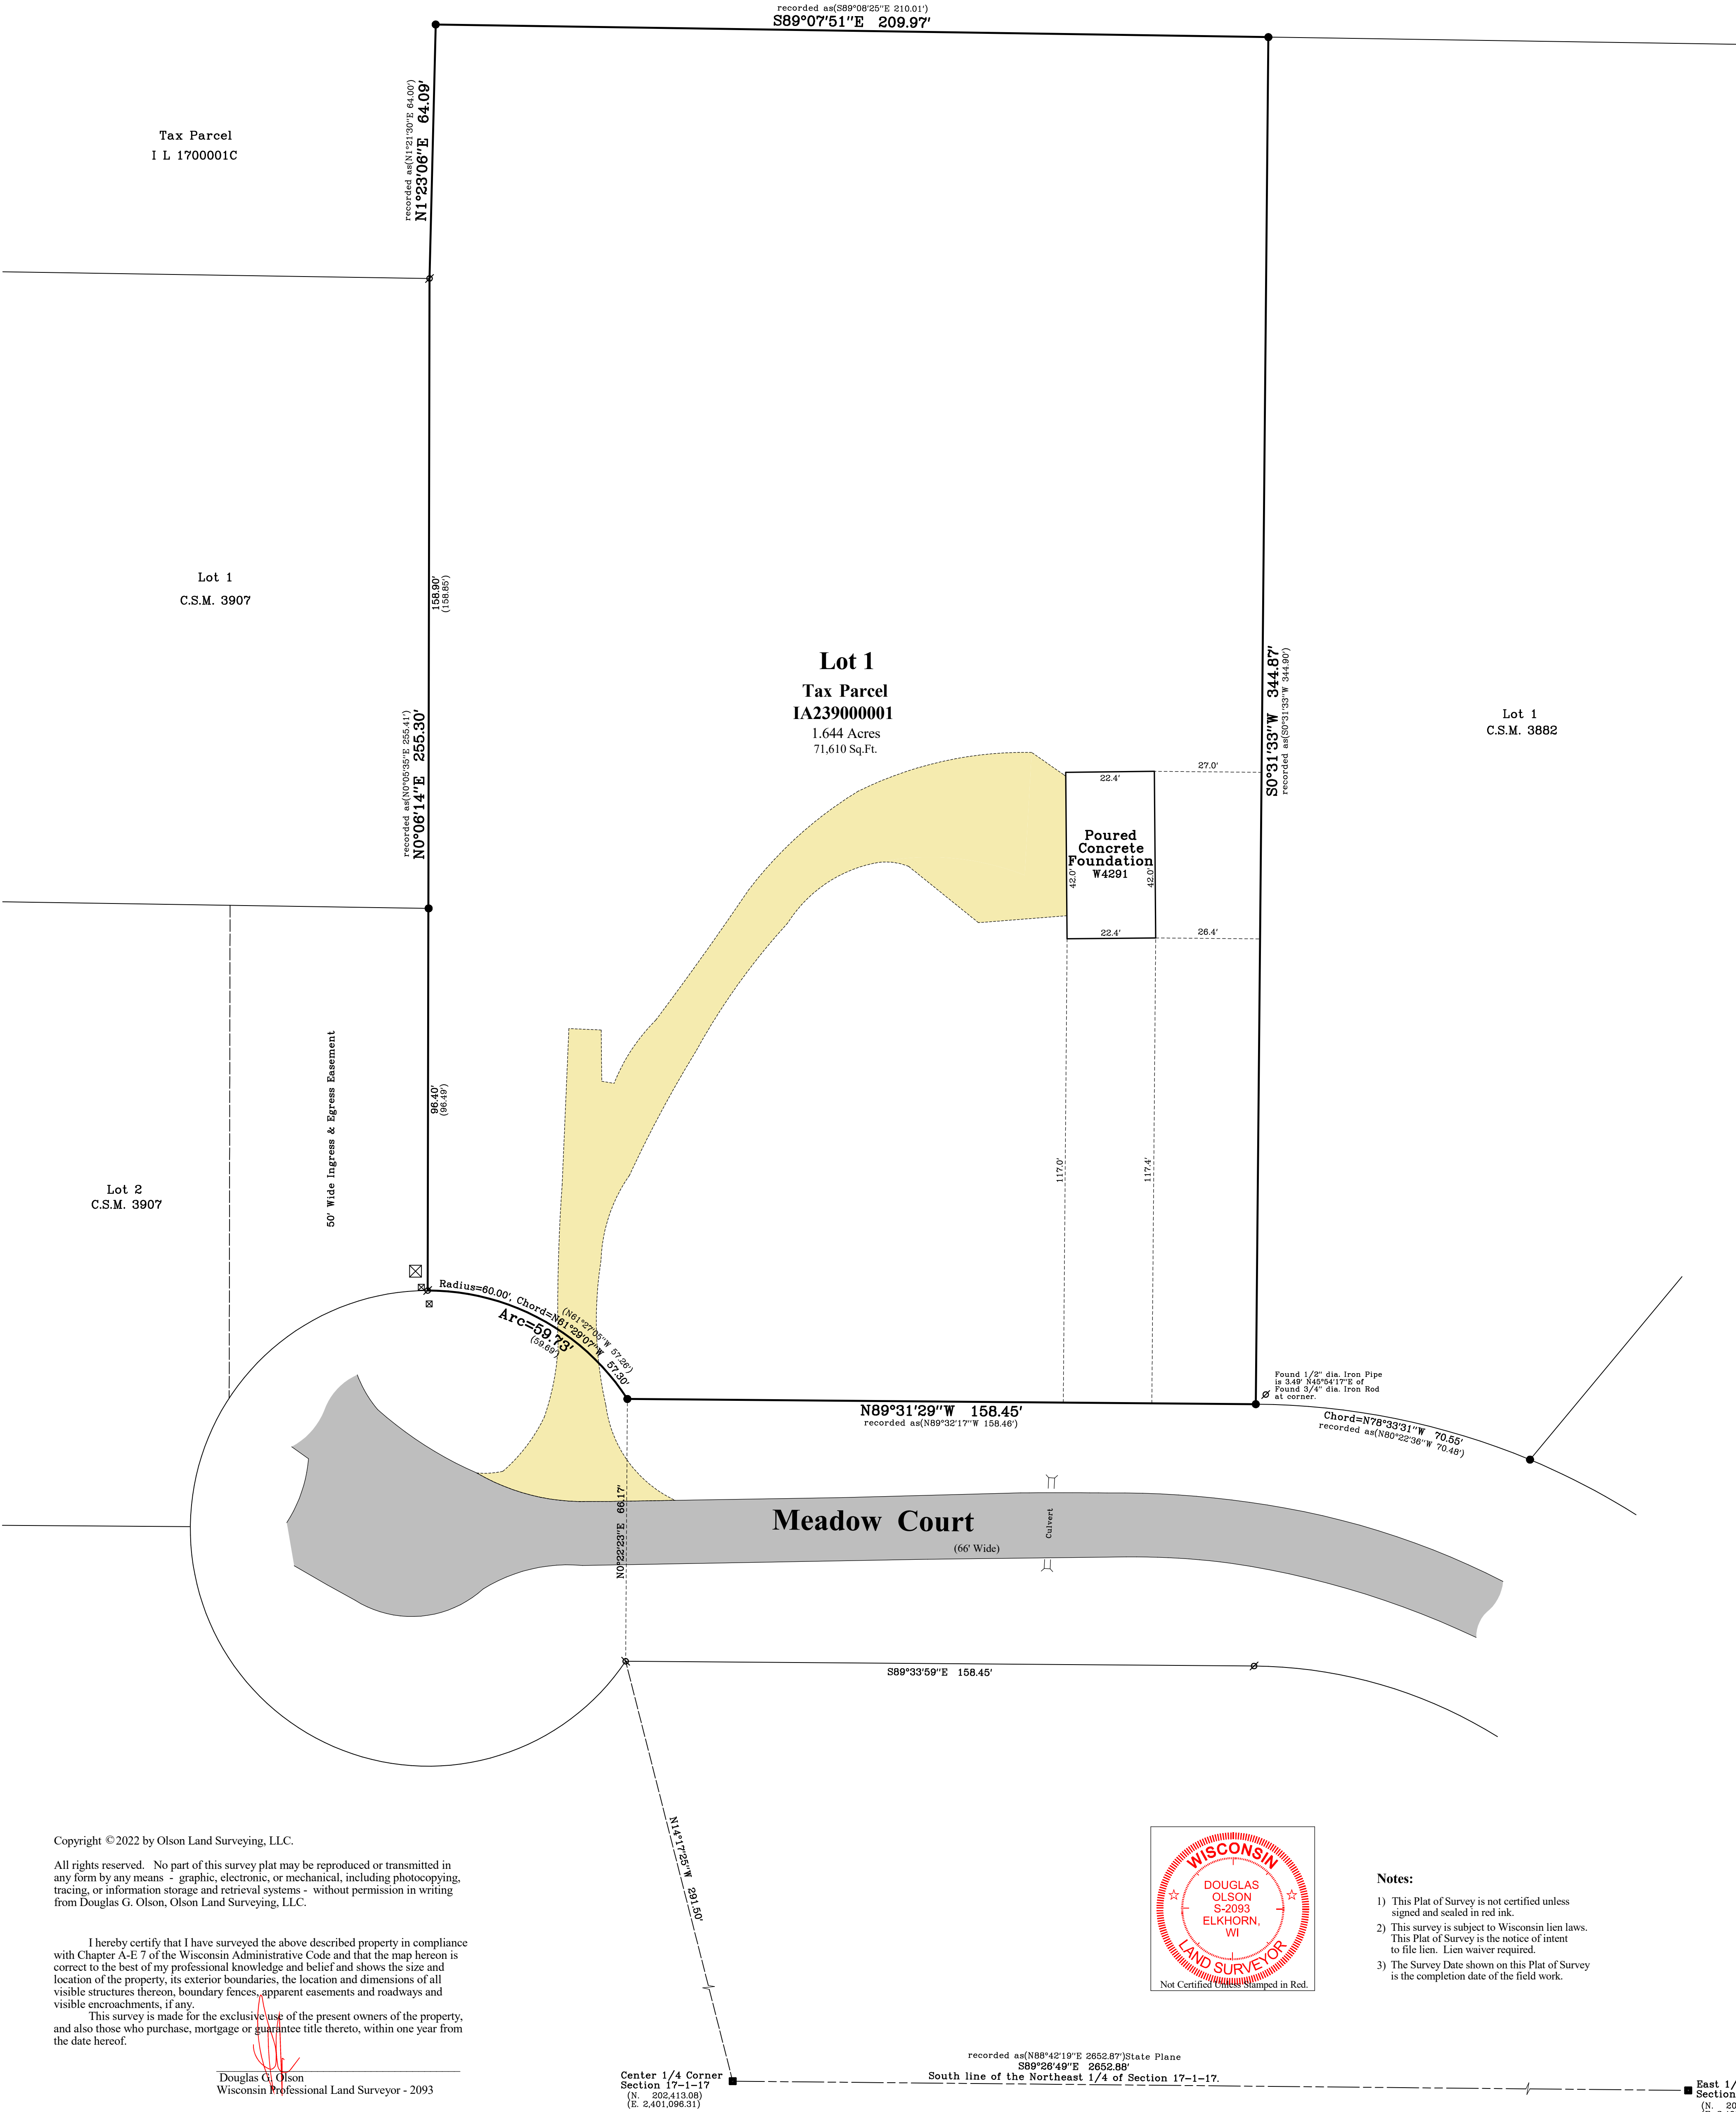 recorded as(S89°08'25"E 210.01')
S89°07'51"E 209.97'
recorded as(N1°21'30"E 64.00')
N1°23'06"E 64.09'
Tax Parcel
I L 1700001C
Lot 1
C.S.M. 3907
158.90'
(158.85')
Lot 1
Tax Parcel
IA239000001
1.644 Acres
71,610 Sq.Ft.
recorded as(N0°05'35"E 255.41')
N0°06'14"E 255.30'
S0°31'33"W 344.87'
recorded as(S0°31'33"W 344.90')
Lot 1
C.S.M. 3882
27.0'
22.4'
Poured
Concrete
Foundation
W4291
42.0'
42.0'
22.4'
26.4'
96.40'
(96.49')
50' Wide Ingress & Egress Easement
117.0'
117.4'
Lot 2
C.S.M. 3907
Radius=60.00', Chord=N61°29'07"W 57.30'
(N61°27'05"W 57.26')
Arc=59.73'
(59.69')
Found 1/2" dia. Iron Pipe
is 3.49' N45°54'17"E of
Found 3/4" dia. Iron Rod
at corner.
N89°31'29"W 158.45'
recorded as(N89°32'17"W 158.46')
Chord=N78°33'31"W 70.55'
recorded as(N80°22'36"W 70.48')
Meadow Court
(66' Wide)
Culvert
N0°22'23"E 66.17'
S89°33'59"E 158.45'
N14°17'25"W 291.50'
Copyright ©2022 by Olson Land Surveying, LLC.
All rights reserved. No part of this survey plat may be reproduced or transmitted in
any form by any means - graphic, electronic, or mechanical, including photocopying,
tracing, or information storage and retrieval systems - without permission in writing
from Douglas G. Olson, Olson Land Surveying, LLC.
I hereby certify that I have surveyed the above described property in compliance
with Chapter A-E 7 of the Wisconsin Administrative Code and that the map hereon is
correct to the best of my professional knowledge and belief and shows the size and
location of the property, its exterior boundaries, the location and dimensions of all
visible structures thereon, boundary fences, apparent easements and roadways and
visible encroachments, if any.
This survey is made for the exclusive use of the present owners of the property,
and also those who purchase, mortgage or guarantee title thereto, within one year from
the date hereof.
Douglas G. Olson
Wisconsin Professional Land Surveyor - 2093
WISCONSIN
DOUGLAS
OLSON
S-2093
ELKHORN,
WI
LAND SURVEYOR
Not Certified Unless Stamped in Red.
Notes:
1) This Plat of Survey is not certified unless
signed and sealed in red ink.
2) This survey is subject to Wisconsin lien laws.
This Plat of Survey is the notice of intent
to file lien. Lien waiver required.
3) The Survey Date shown on this Plat of Survey
is the completion date of the field work.
Center 1/4 Corner
Section 17-1-17
(N. 202,413.08)
(E. 2,401,096.31)
recorded as(N88°42'19"E 2652.87')State Plane
S89°26'49"E 2652.88'
South line of the Northeast 1/4 of Section 17-1-17.
East 1/
Section
(N. 20